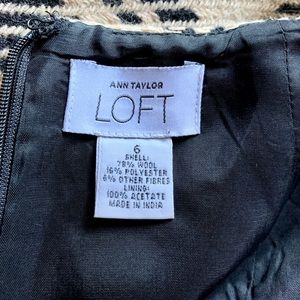 ANN TAYLOR
LOFT
6
SHELL:
78% WOOL
16% POLYESTER
6% OTHER FIBRES
LINING:
100% ACETATE
MADE IN INDIA